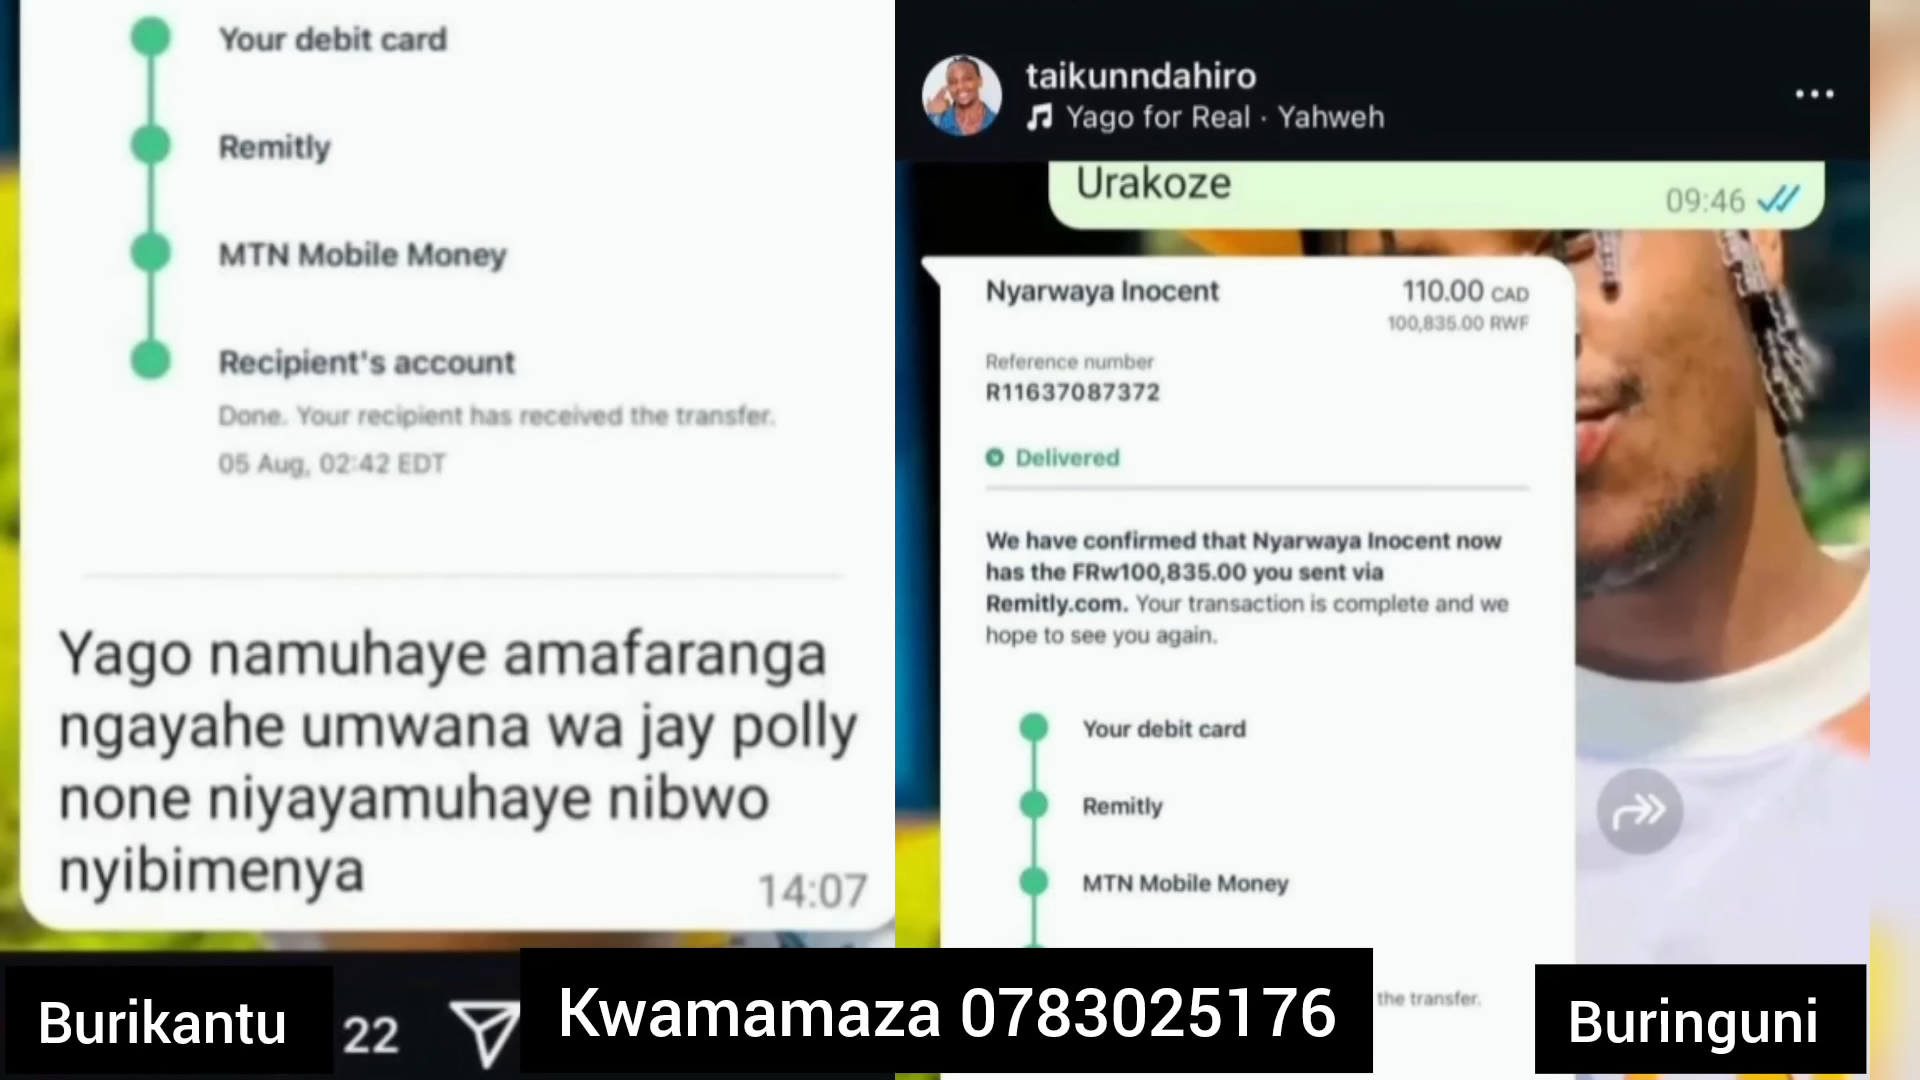 Your debit card
Remitly
MTN Mobile Money
Recipient's account
Done. Your recipient has received the transfer.
05 Aug, 02:42 EDT
Yago namuhaye amafaranga
ngayahe umwana wa jay polly
none niyayamuhaye nibwo
nyibimenya
14:07
taikunndahiro
Yago for Real · Yahweh
Urakoze
09:46
Nyarwaya Inocent
110.00 CAD
100,835.00 RWF
Reference number
R11637087372
Delivered
We have confirmed that Nyarwaya Inocent now
has the FRw100,835.00 you sent via
Remitly.com. Your transaction is complete and we
hope to see you again.
Your debit card
Remitly
MTN Mobile Money
the transfer.
Burikantu
22
Kwamamaza 0783025176
Buringuni